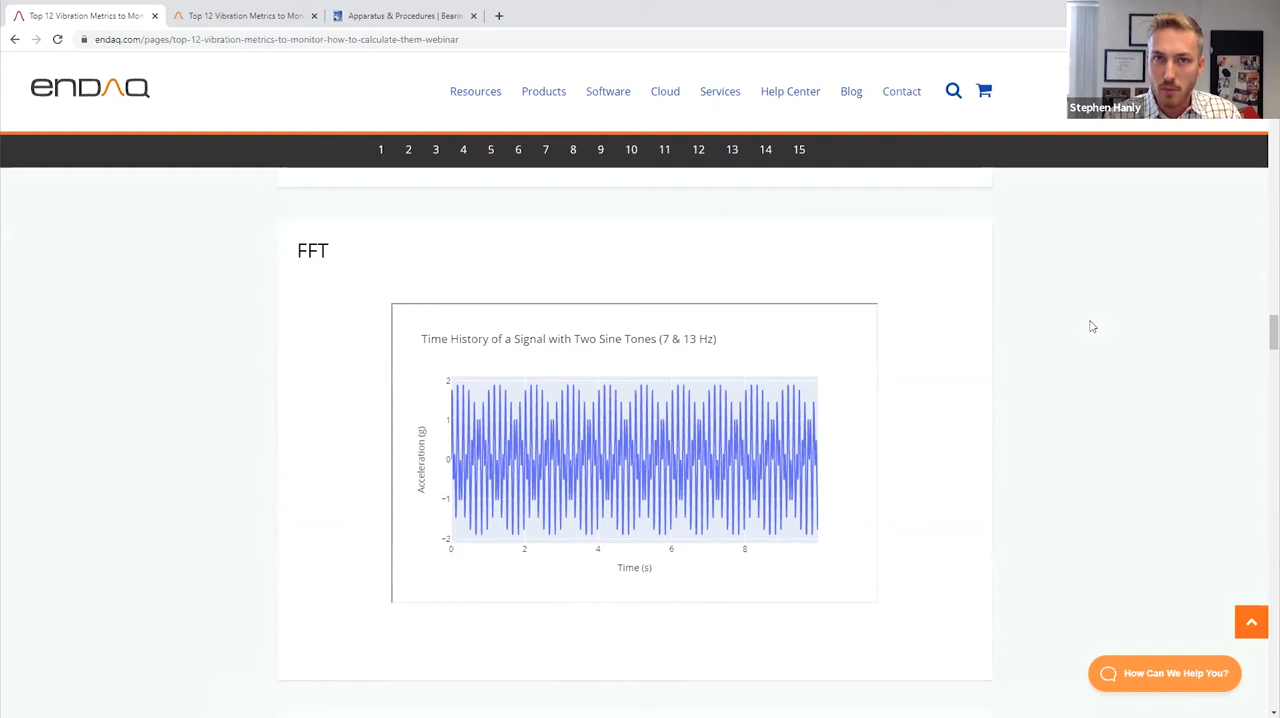 Top 12 Vibration Metrics to Mon
Top 12 Vibration Metrics to Mon
Apparatus & Procedures | Bearin
endaq.com/pages/top-12-vibration-metrics-to-monitor-how-to-calculate-them-webinar
Stephen Hanly
enDAQ
Resources
Products
Software
Cloud
Services
Help Center
Blog
Contact
1 2 3 4 5 6 7 8 9 10 11 12 13 14 15
FFT
Time History of a Signal with Two Sine Tones (7 & 13 Hz)
2
1
0
−1
−2
Acceleration (g)
0 2 4 6 8
Time (s)
How Can We Help You?